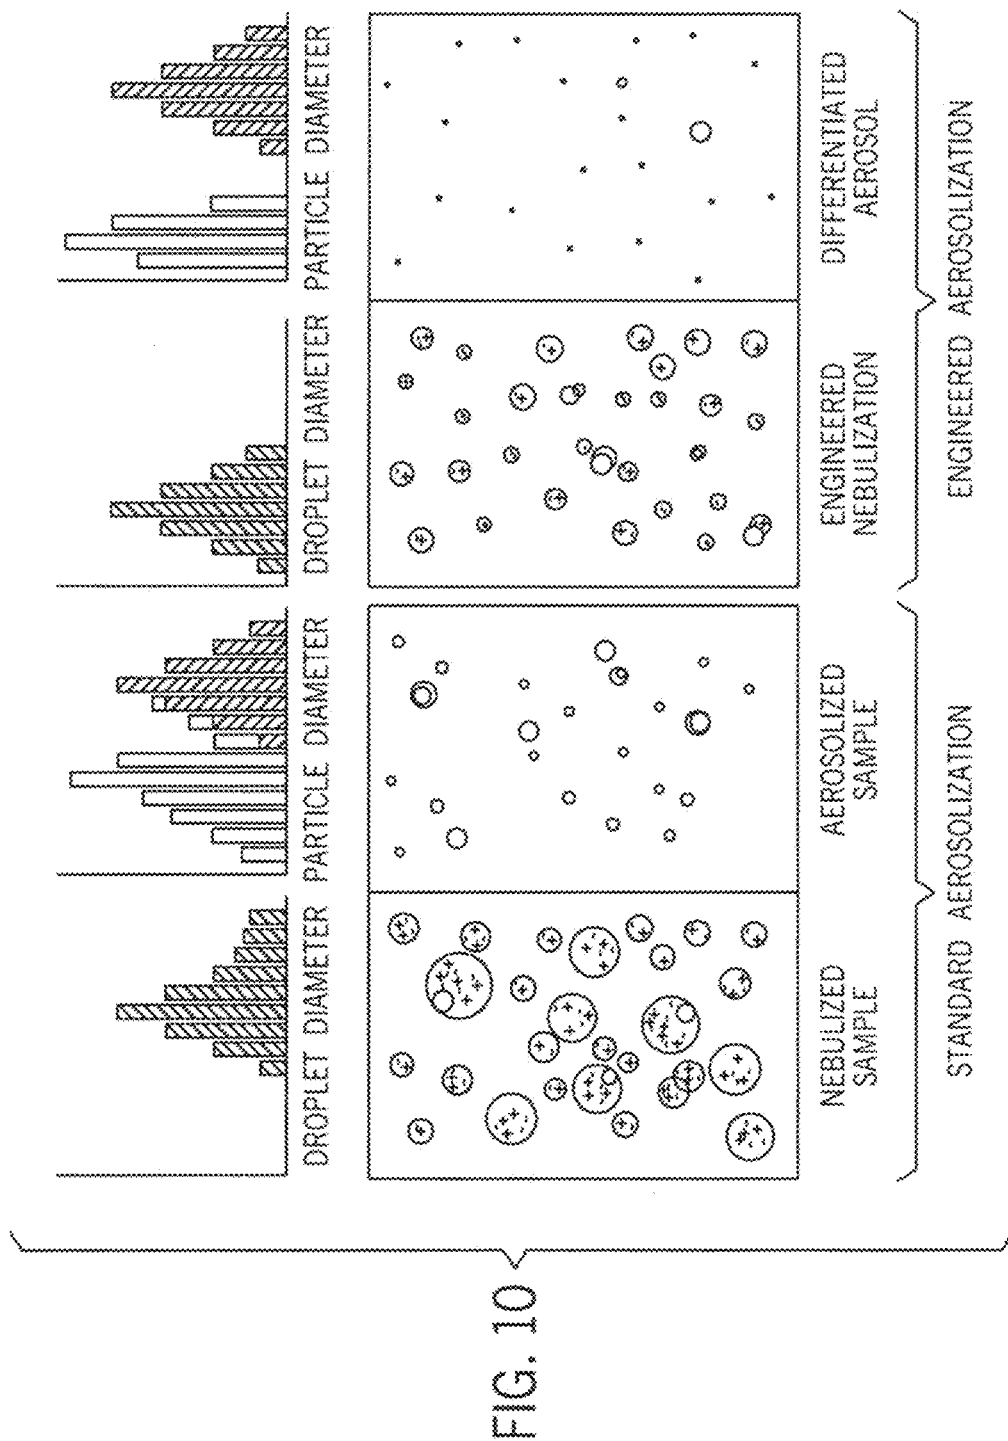 DROPLET DIAMETER
PARTICLE DIAMETER
DROPLET DIAMETER
PARTICLE DIAMETER
NEBULIZED
SAMPLE
AEROSOLIZED
SAMPLE
ENGINEERED
NEBULIZATION
DIFFERENTIATED
AEROSOL
STANDARD AEROSOLIZATION
ENGINEERED AEROSOLIZATION
FIG. 10